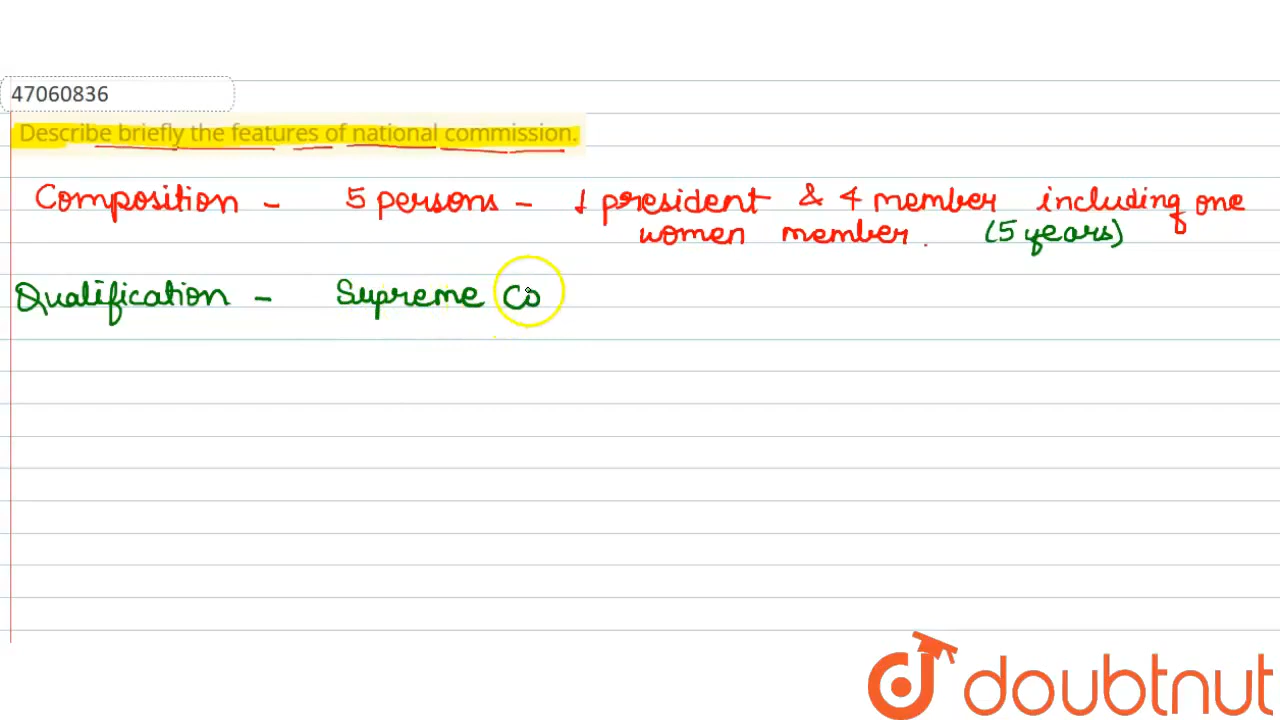 47060836
Describe briefly the features of national commission.
Composition - 5 persons - 1 president & 4 member including one
women member. (5 years)
Qualification - Supreme Co
doubtnut